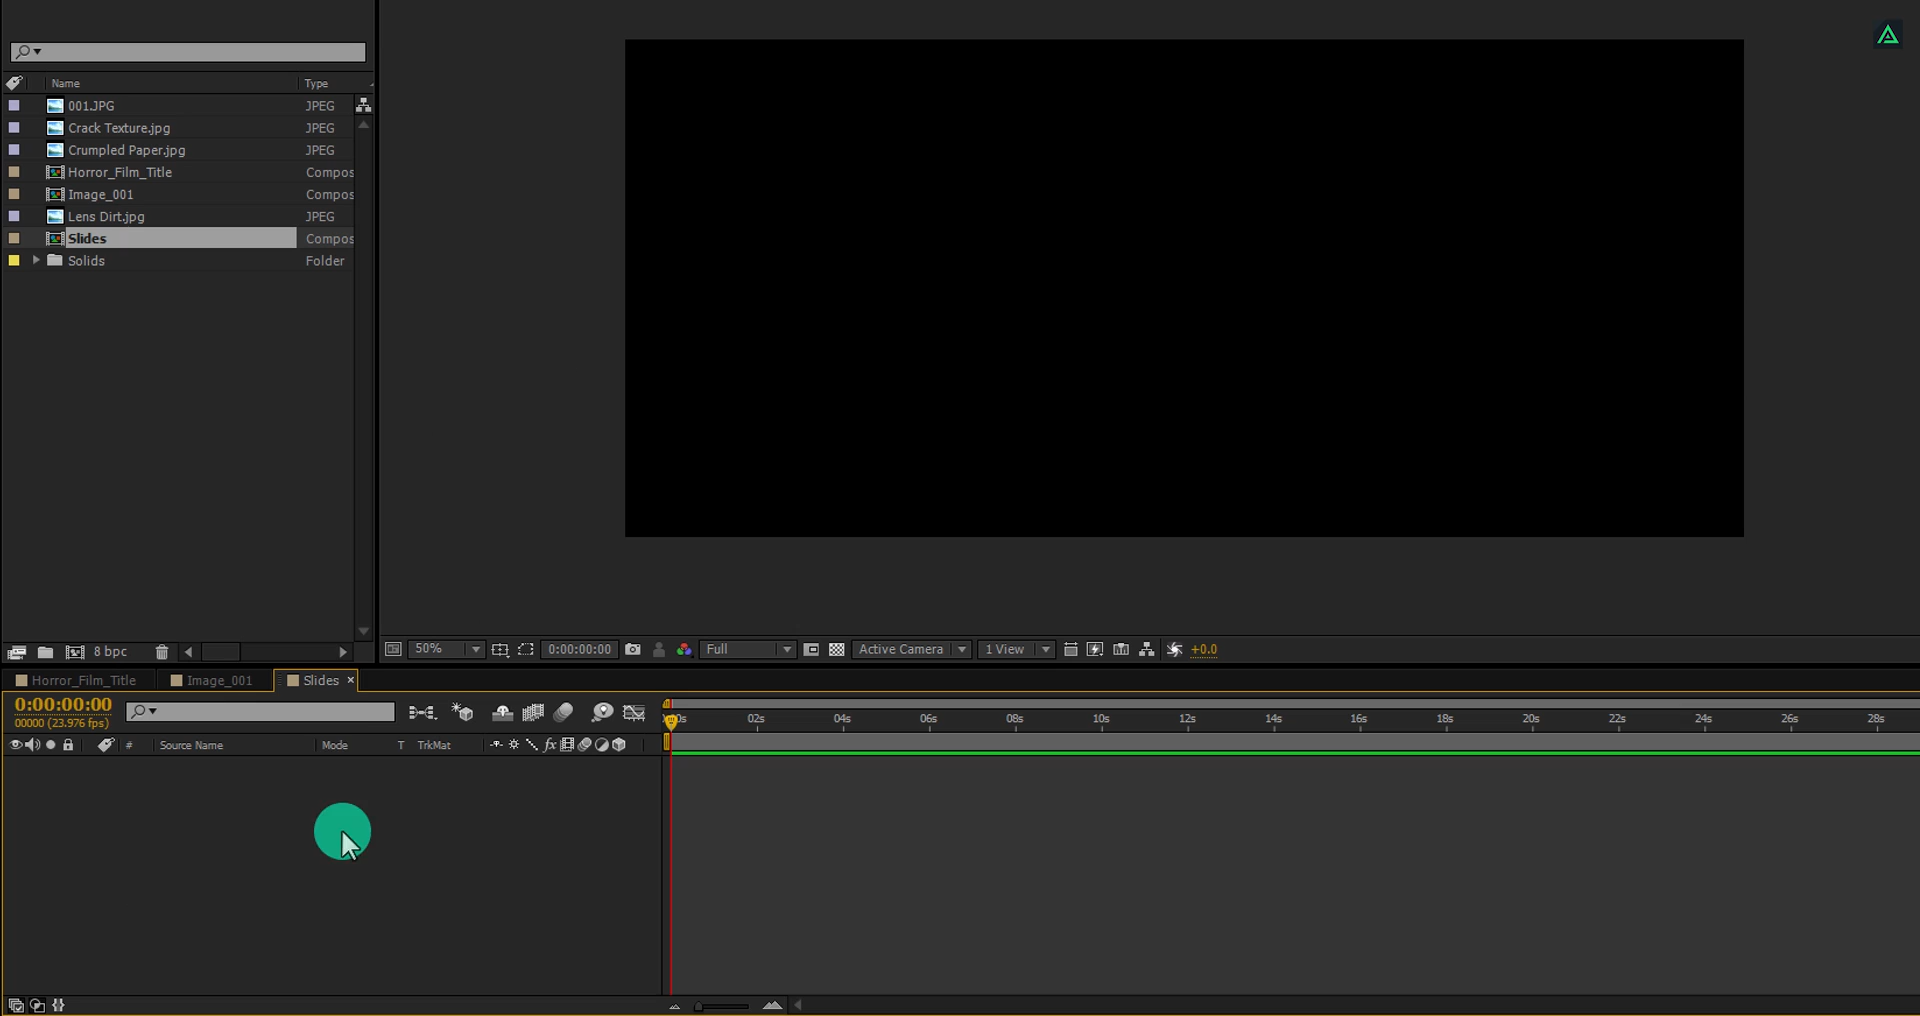 Name Type
001.JPG JPEG
Crack Texture.jpg JPEG
Crumpled Paper.jpg JPEG
Horror_Film_Title Compos
Image_001 Compos
Lens Dirt.jpg JPEG
Slides Compos
Solids Folder
8 bpc
50% 0:00:00:00 Full Active Camera 1 View +0.0
Horror_Film_Title Image_001 Slides ×
0:00:00:00
00000 (23.976 fps)
# Source Name Mode T TrkMat fx
0s 02s 04s 06s 08s 10s 12s 14s 16s 18s 20s 22s 24s 26s 28s